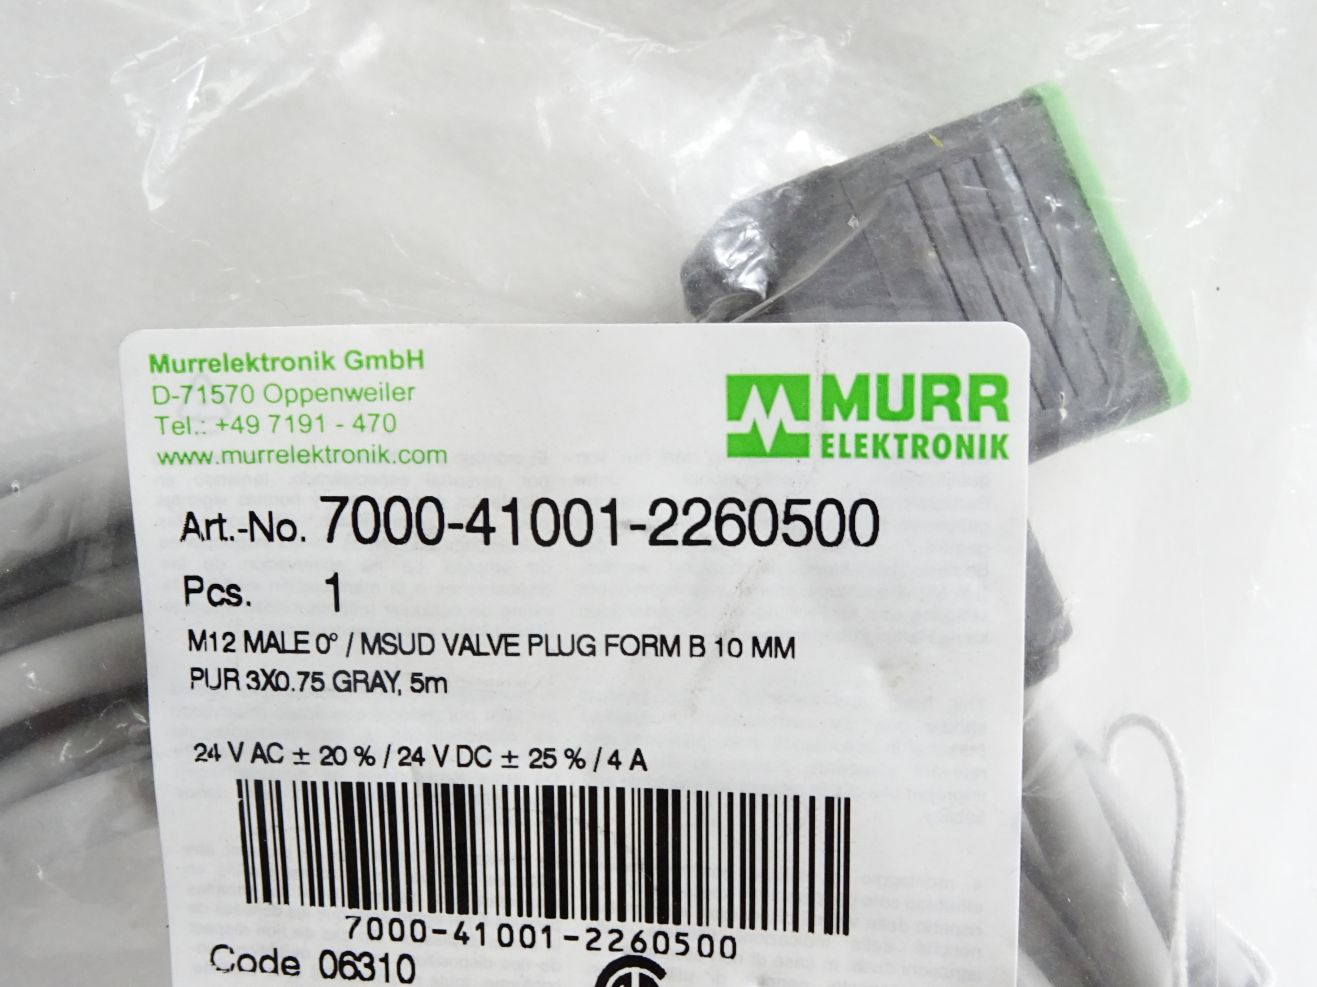 Murrelektronik GmbH
D-71570 Oppenweiler
Tel.: +49 7191 - 470
www.murrelektronik.com
MURR
ELEKTRONIK
Art.-No. 7000-41001-2260500
Pcs. 1
M12 MALE 0° / MSUD VALVE PLUG FORM B 10 MM
PUR 3X0.75 GRAY, 5m
24 V AC ± 20 % / 24 V DC ± 25 % / 4 A
7000-41001-2260500
Code 06310